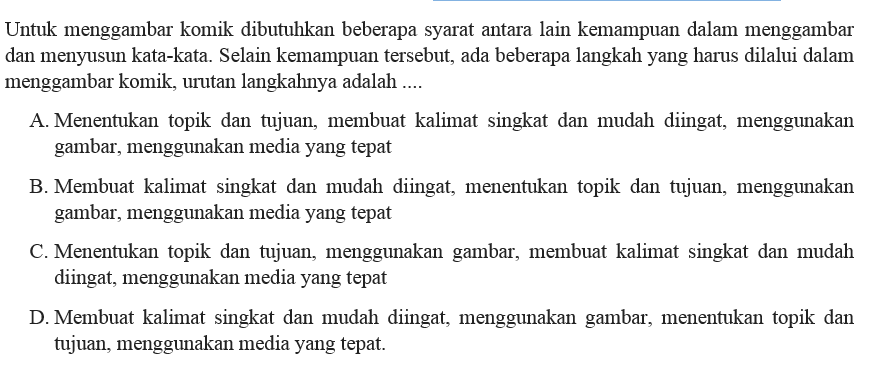 Untuk menggambar komik dibutuhkan beberapa syarat antara lain kemampuan dalam menggambar
dan menyusun kata-kata. Selain kemampuan tersebut, ada beberapa langkah yang harus dilalui dalam
menggambar komik, urutan langkahnya adalah ....
A. Menentukan topik dan tujuan, membuat kalimat singkat dan mudah diingat, menggunakan
gambar, menggunakan media yang tepat
B. Membuat kalimat singkat dan mudah diingat, menentukan topik dan tujuan, menggunakan
gambar, menggunakan media yang tepat
C. Menentukan topik dan tujuan, menggunakan gambar, membuat kalimat singkat dan mudah
diingat, menggunakan media yang tepat
D. Membuat kalimat singkat dan mudah diingat, menggunakan gambar, menentukan topik dan
tujuan, menggunakan media yang tepat.